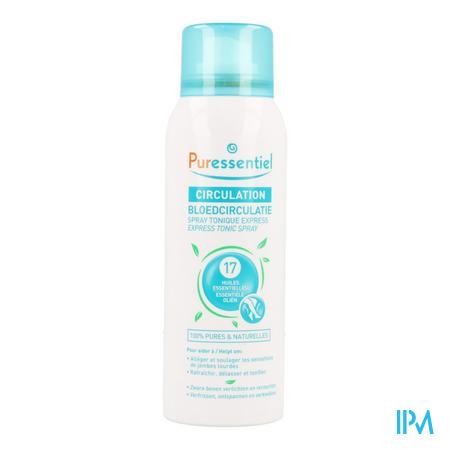 Puressentiel
CIRCULATION
BLOEDCIRCULATIE
SPRAY TONIQUE EXPRESS
EXPRESS TONIC SPRAY
17
HUILES
ESSENTIELLES
ESSENTIËLE
OLIËN
100% PURES & NATURELLES
Pour aider à / Helpt om:
• Alléger et soulager les sensations
de jambes lourdes
• Rafraîchir, délasser et tonifier
• Zware benen verlichten en verzachten
• Verfrissen, ontspannen en verkwikken
IPM